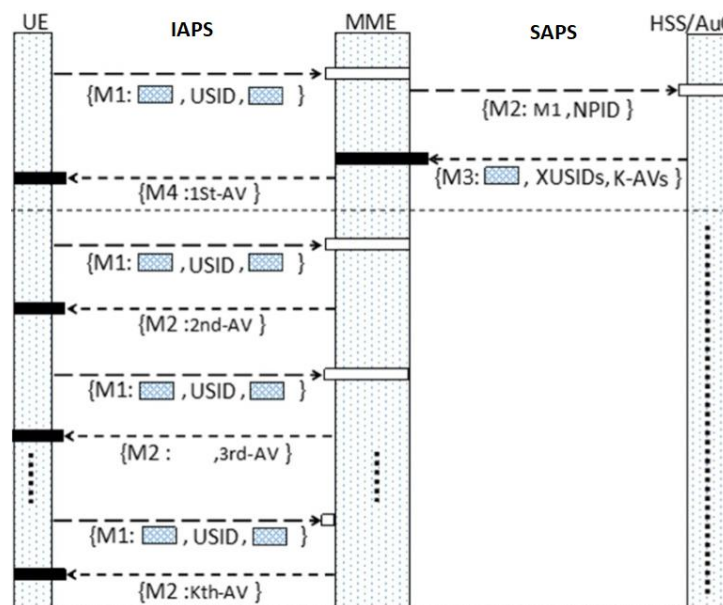 UE IAPS MME SAPS HSS/Au
{M1: , USID, }
{M2: M1 ,NPID}
{M3: , XUSIDs, K-AVs}
{M4 :1St-AV}
{M1: , USID, }
{M2 :2nd-AV}
{M1: , USID, }
{M2 : ,3rd-AV}
{M1: , USID, }
{M2 :Kth-AV}